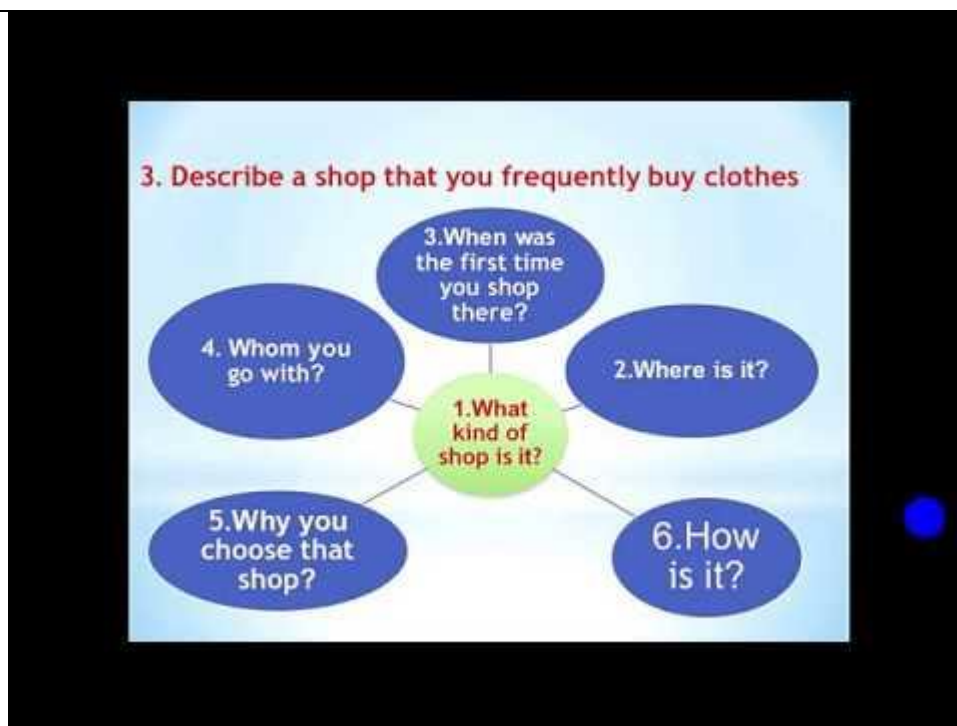 3. Describe a shop that you frequently buy clothes
3.When was
the first time
you shop
there?
4. Whom you
go with?
2.Where is it?
1.What
kind of
shop is it?
5.Why you
choose that
shop?
6.How
is it?